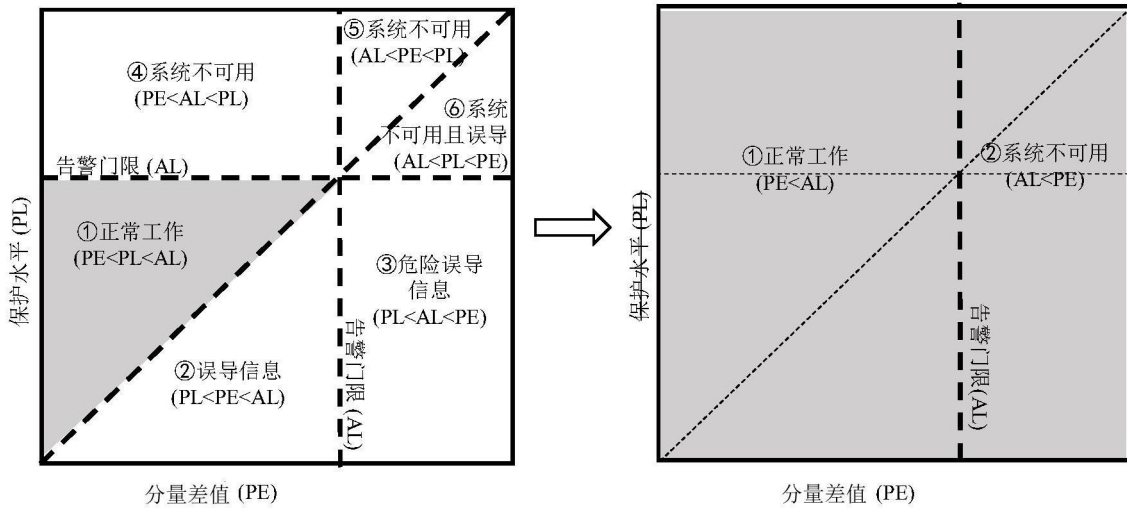 ⑤系统不可用
(AL<PE<PL)
④系统不可用
(PE<AL<PL)
⑥系统
不可用且误导
(AL<PL<PE)
告警门限 (AL)
①正常工作
(PE<PL<AL)
③危险误导
信息
(PL<AL<PE)
②误导信息
(PL<PE<AL)
告警门限 (AL)
保护水平 (PL)
分量差值 (PE)
①正常工作
(PE<AL)
②系统不可用
(AL<PE)
告警门限(AL)
保护水平 (PL)
分量差值 (PE)